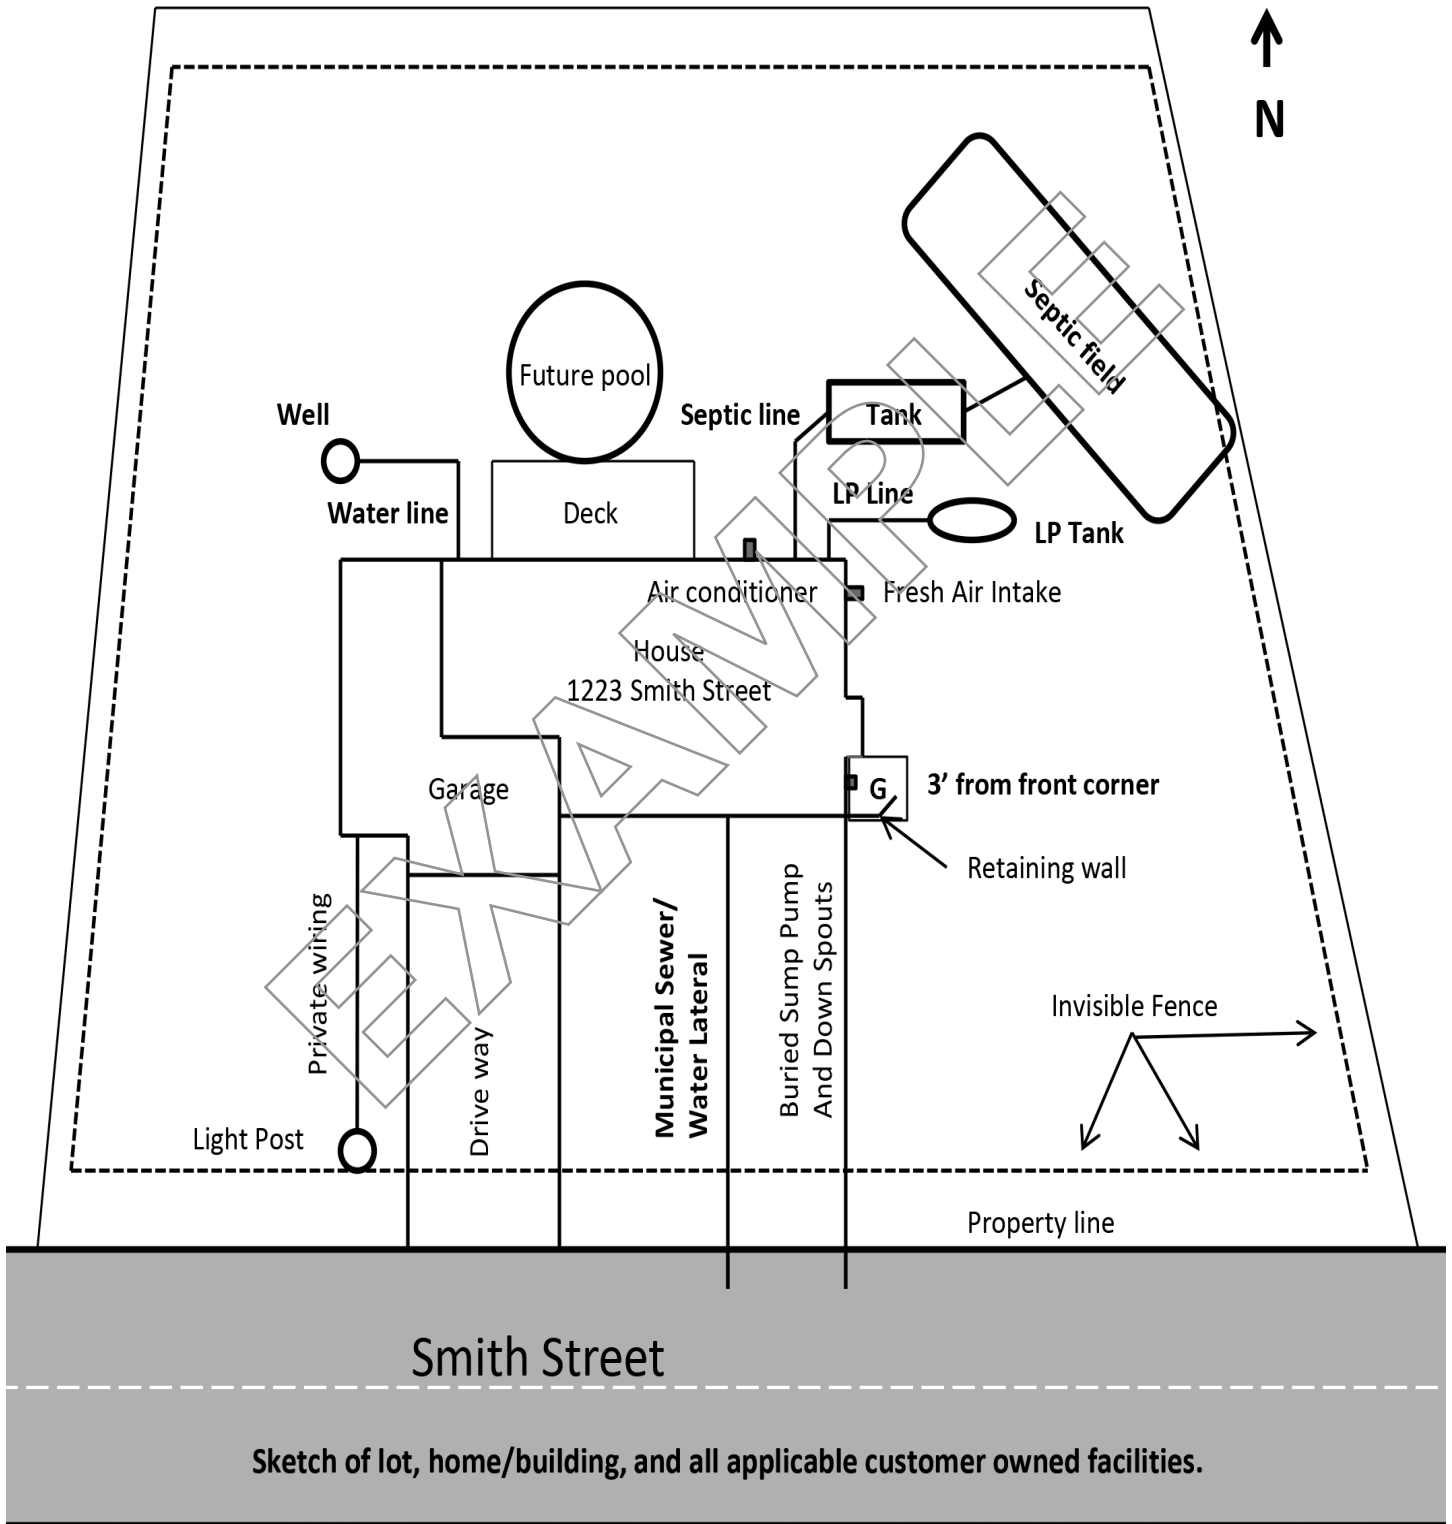 N
Septic field
Future pool
Well
Septic line
Tank
Water line
Deck
LP Line
LP Tank
Air conditioner
Fresh Air Intake
House
1223 Smith Street
Garage
G
3’ from front corner
Retaining wall
Private wiring
Drive way
Municipal Sewer/
Water Lateral
Buried Sump Pump
And Down Spouts
Invisible Fence
Light Post
Property line
EXAMPLE
Smith Street
Sketch of lot, home/building, and all applicable customer owned facilities.